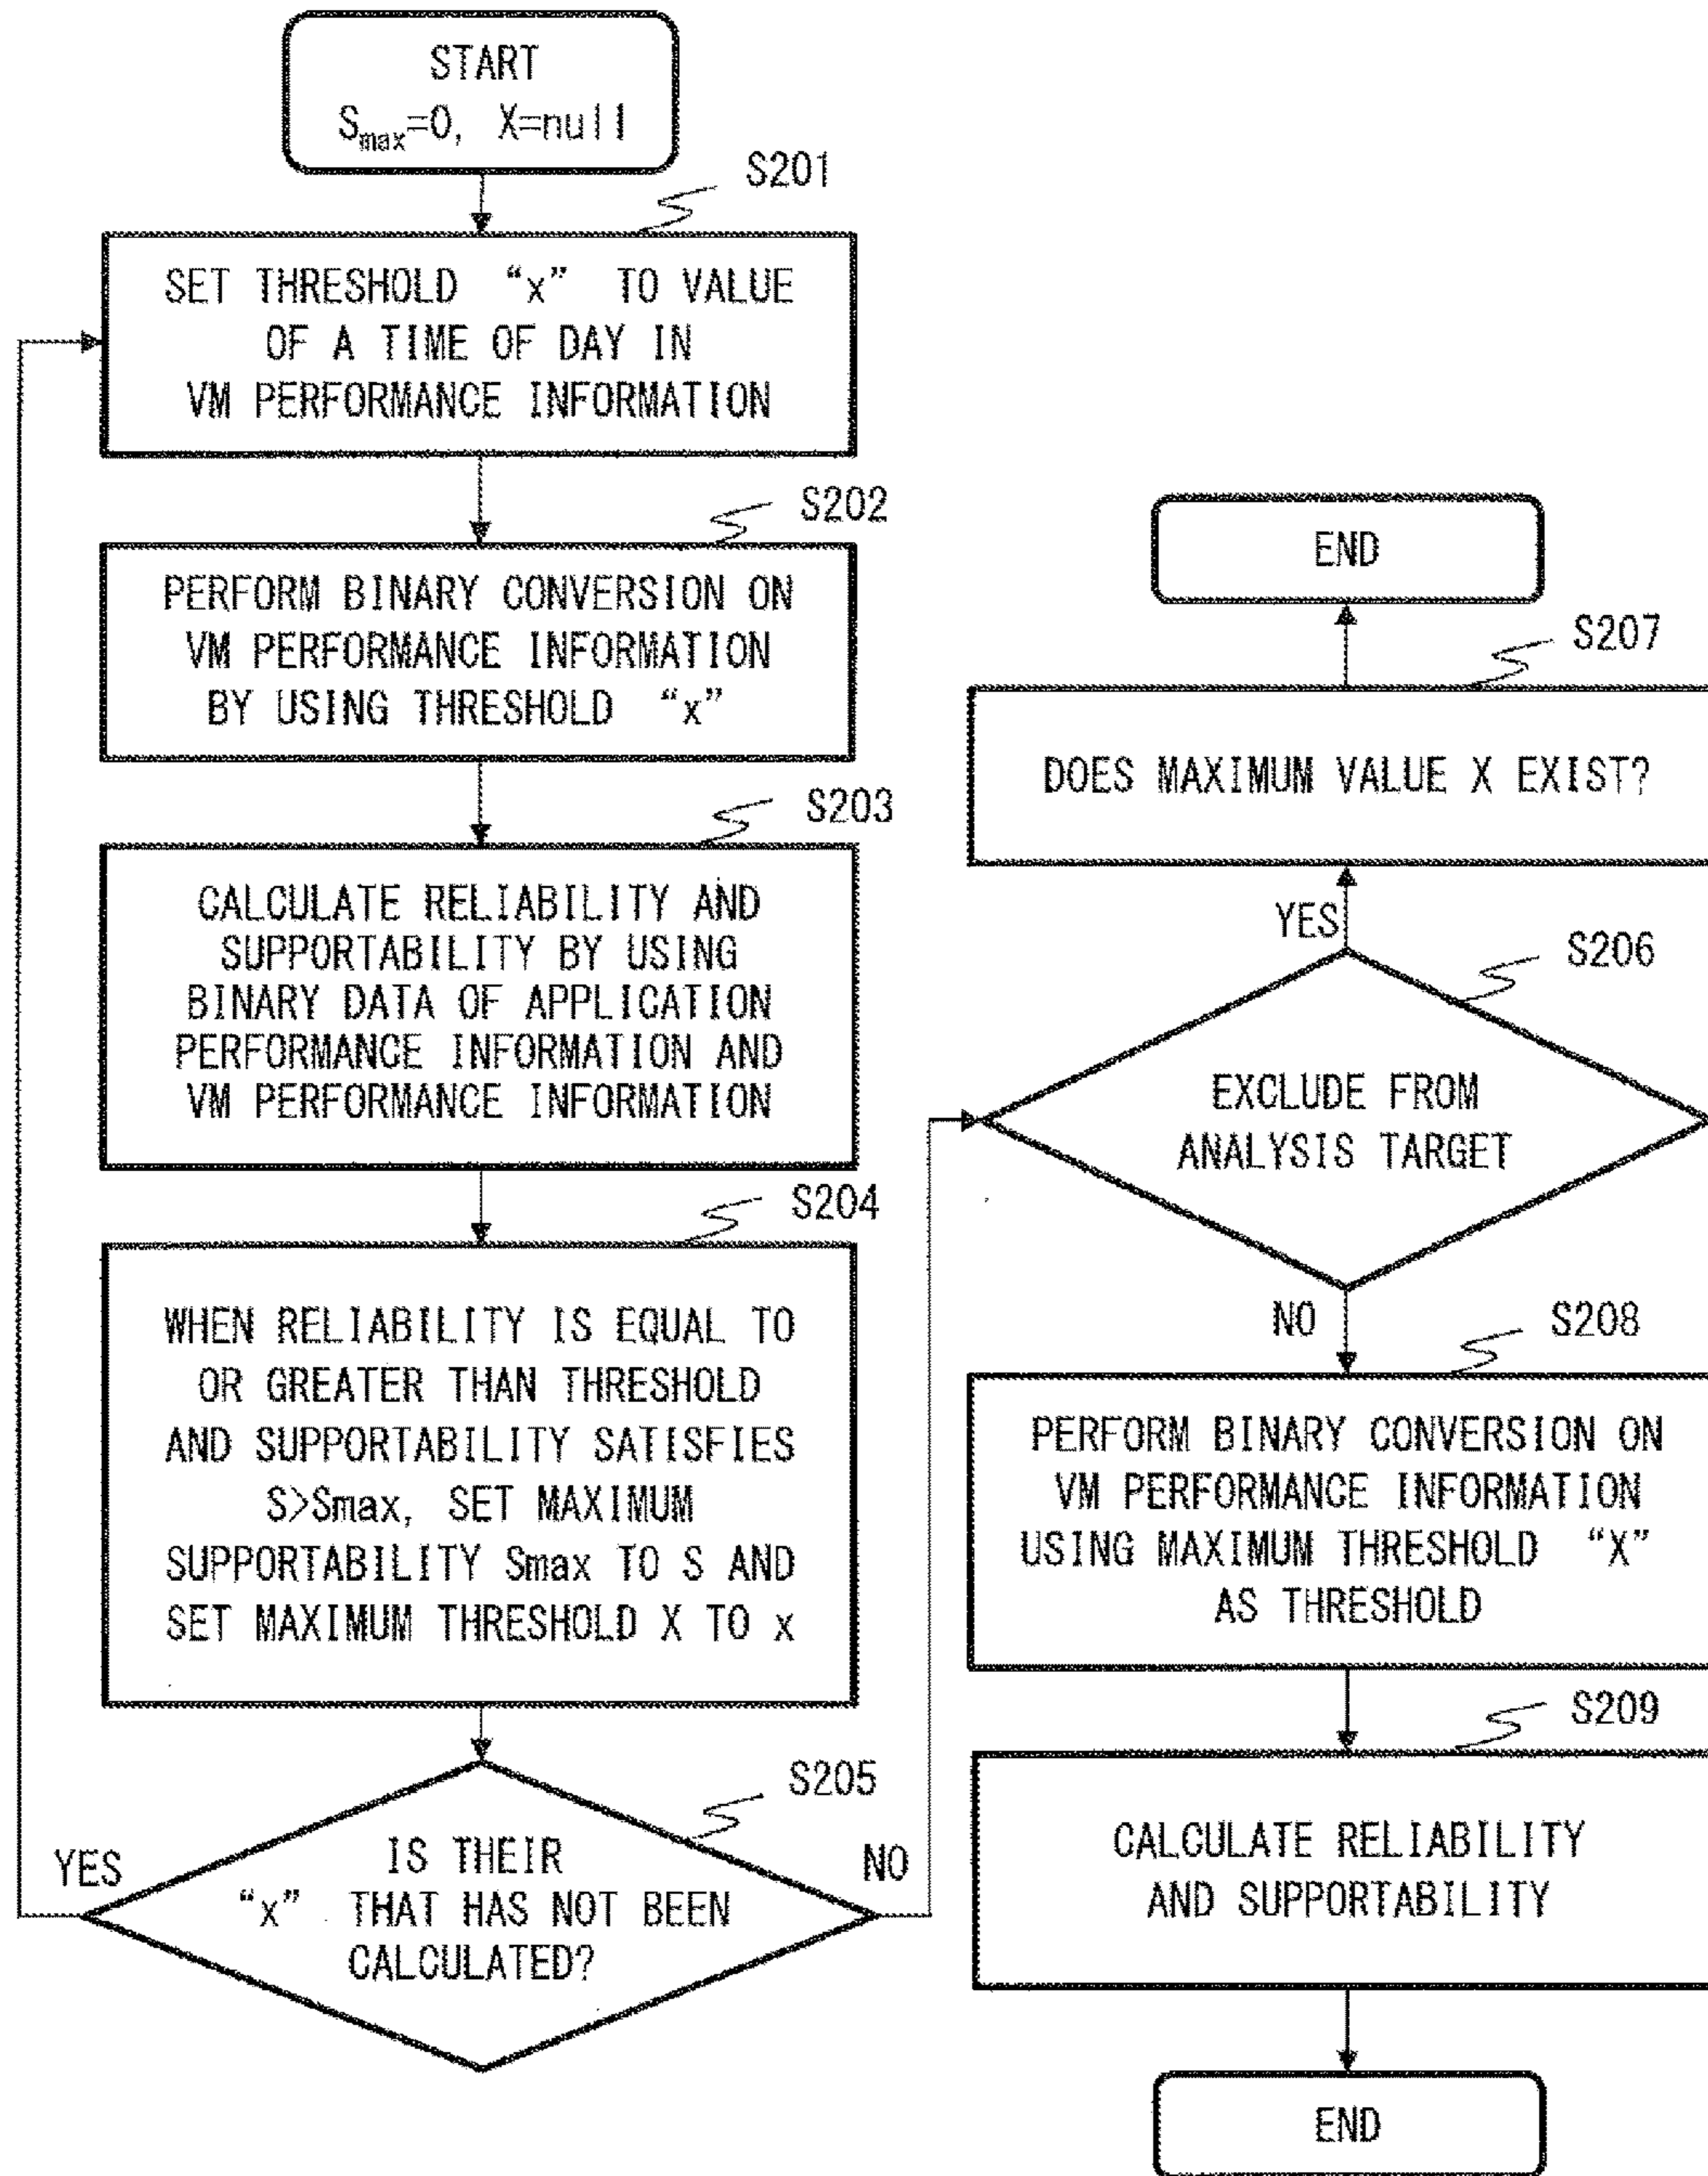 START
Smax=0, X=null
S201
SET THRESHOLD "x" TO VALUE
OF A TIME OF DAY IN
VM PERFORMANCE INFORMATION
S202
PERFORM BINARY CONVERSION ON
VM PERFORMANCE INFORMATION
BY USING THRESHOLD "x"
S203
CALCULATE RELIABILITY AND
SUPPORTABILITY BY USING
BINARY DATA OF APPLICATION
PERFORMANCE INFORMATION AND
VM PERFORMANCE INFORMATION
S204
WHEN RELIABILITY IS EQUAL TO
OR GREATER THAN THRESHOLD
AND SUPPORTABILITY SATISFIES
S>Smax, SET MAXIMUM
SUPPORTABILITY Smax TO S AND
SET MAXIMUM THRESHOLD X TO x
S205
YES
IS THEIR
"x" THAT HAS NOT BEEN
CALCULATED?
NO
END
S207
DOES MAXIMUM VALUE X EXIST?
YES
S206
EXCLUDE FROM
ANALYSIS TARGET
NO
S208
PERFORM BINARY CONVERSION ON
VM PERFORMANCE INFORMATION
USING MAXIMUM THRESHOLD "X"
AS THRESHOLD
S209
CALCULATE RELIABILITY
AND SUPPORTABILITY
END